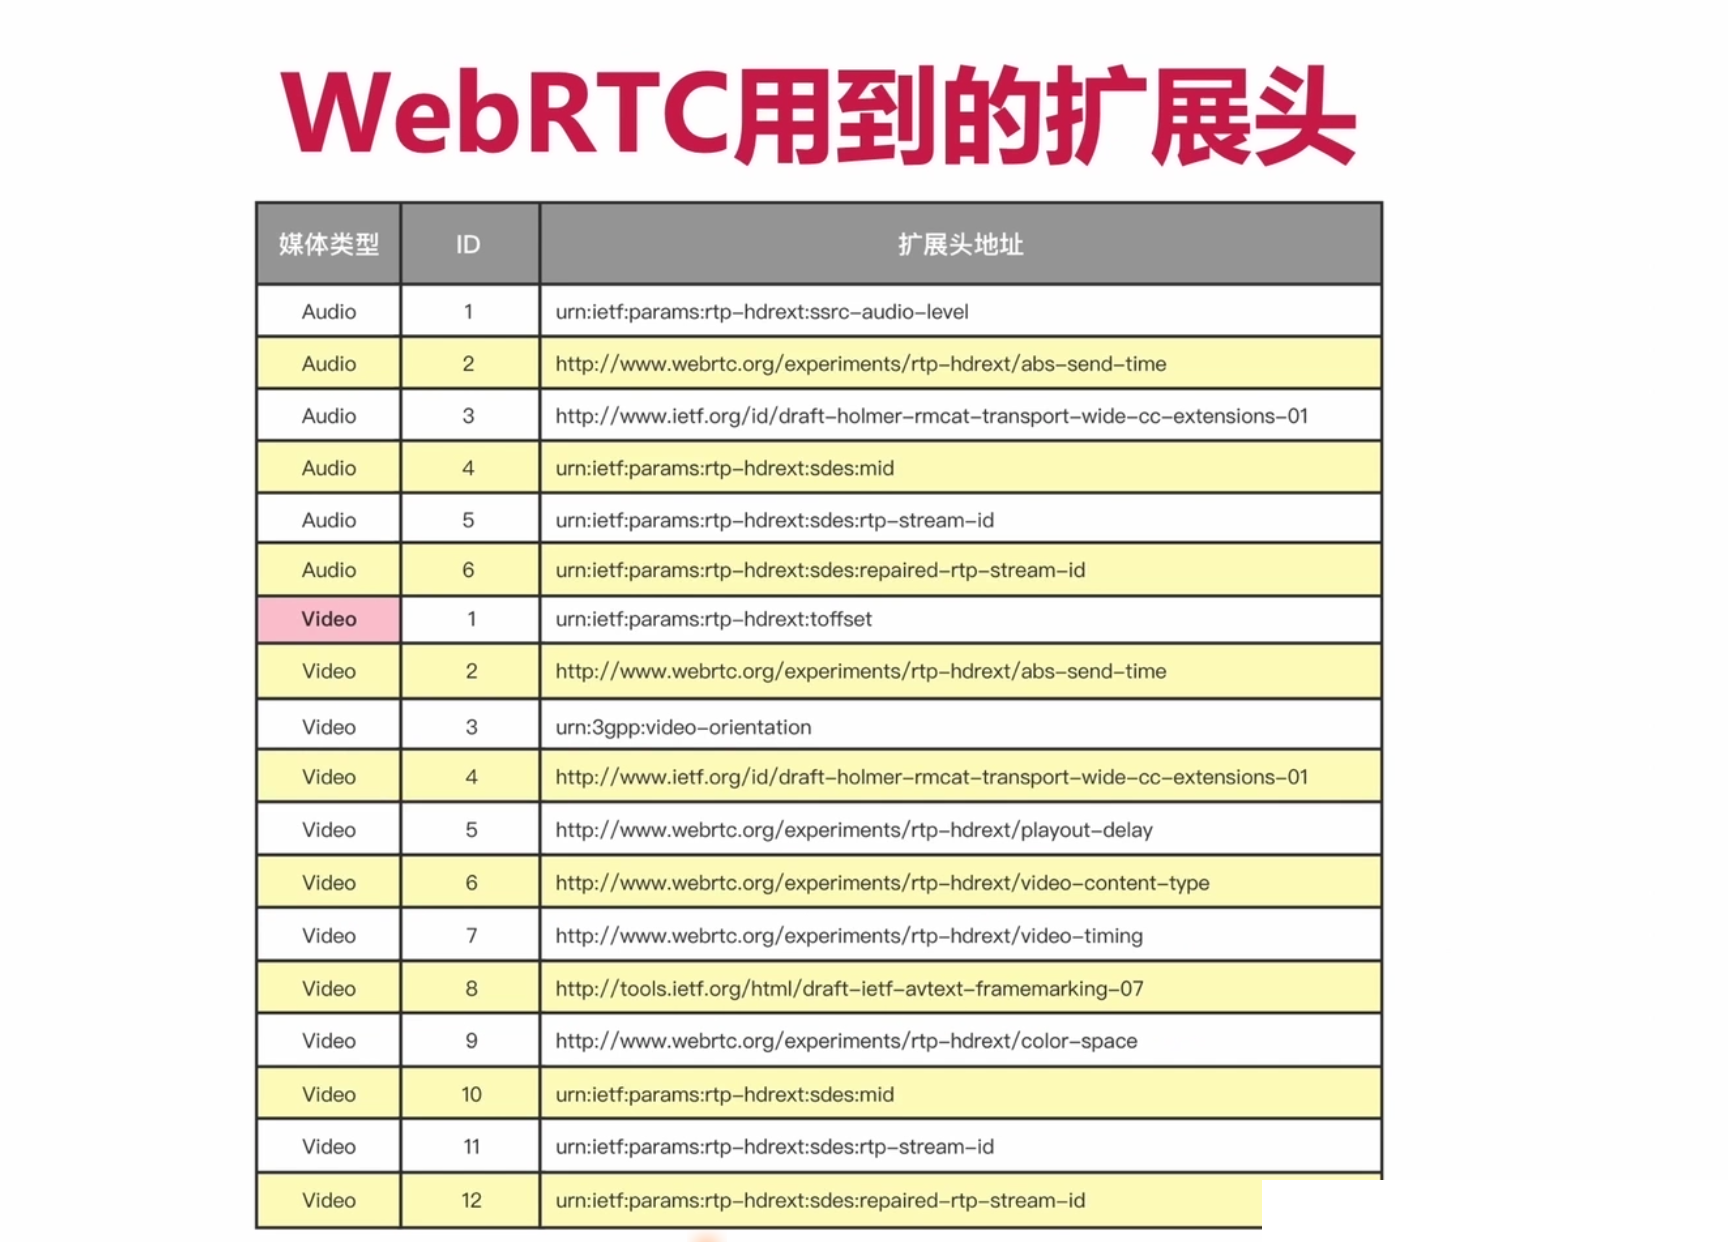 WebRTC用到的扩展头
媒体类型 ID 扩展头地址
Audio 1 urn:ietf:params:rtp-hdrext:ssrc-audio-level
Audio 2 http://www.webrtc.org/experiments/rtp-hdrext/abs-send-time
Audio 3 http://www.ietf.org/id/draft-holmer-rmcat-transport-wide-cc-extensions-01
Audio 4 urn:ietf:params:rtp-hdrext:sdes:mid
Audio 5 urn:ietf:params:rtp-hdrext:sdes:rtp-stream-id
Audio 6 urn:ietf:params:rtp-hdrext:sdes:repaired-rtp-stream-id
Video 1 urn:ietf:params:rtp-hdrext:toffset
Video 2 http://www.webrtc.org/experiments/rtp-hdrext/abs-send-time
Video 3 urn:3gpp:video-orientation
Video 4 http://www.ietf.org/id/draft-holmer-rmcat-transport-wide-cc-extensions-01
Video 5 http://www.webrtc.org/experiments/rtp-hdrext/playout-delay
Video 6 http://www.webrtc.org/experiments/rtp-hdrext/video-content-type
Video 7 http://www.webrtc.org/experiments/rtp-hdrext/video-timing
Video 8 http://tools.ietf.org/html/draft-ietf-avtext-framemarking-07
Video 9 http://www.webrtc.org/experiments/rtp-hdrext/color-space
Video 10 urn:ietf:params:rtp-hdrext:sdes:mid
Video 11 urn:ietf:params:rtp-hdrext:sdes:rtp-stream-id
Video 12 urn:ietf:params:rtp-hdrext:sdes:repaired-rtp-stream-id